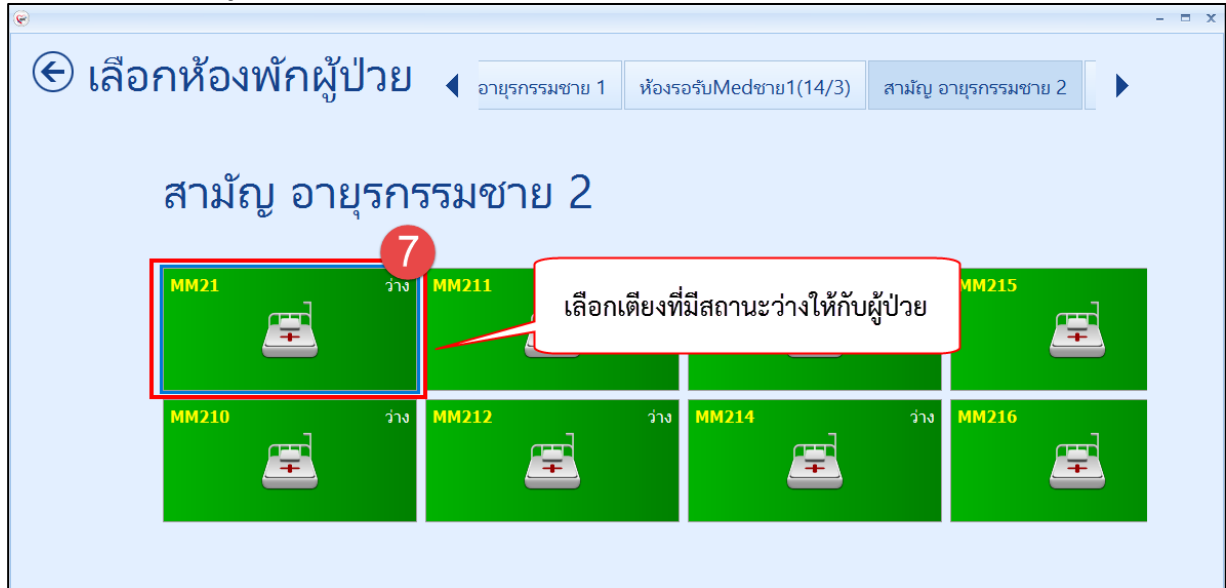 เลือกห้องพักผู้ป่วย
อายุรกรรมชาย 1
ห้องรอรับMedชาย1(14/3)
สามัญ อายุรกรรมชาย 2
สามัญ อายุรกรรมชาย 2
7
MM21 ว่าง
MM211
MM215
เลือกเตียงที่มีสถานะว่างให้กับผู้ป่วย
MM210 ว่าง
MM212 ว่าง
MM214 ว่าง
MM216